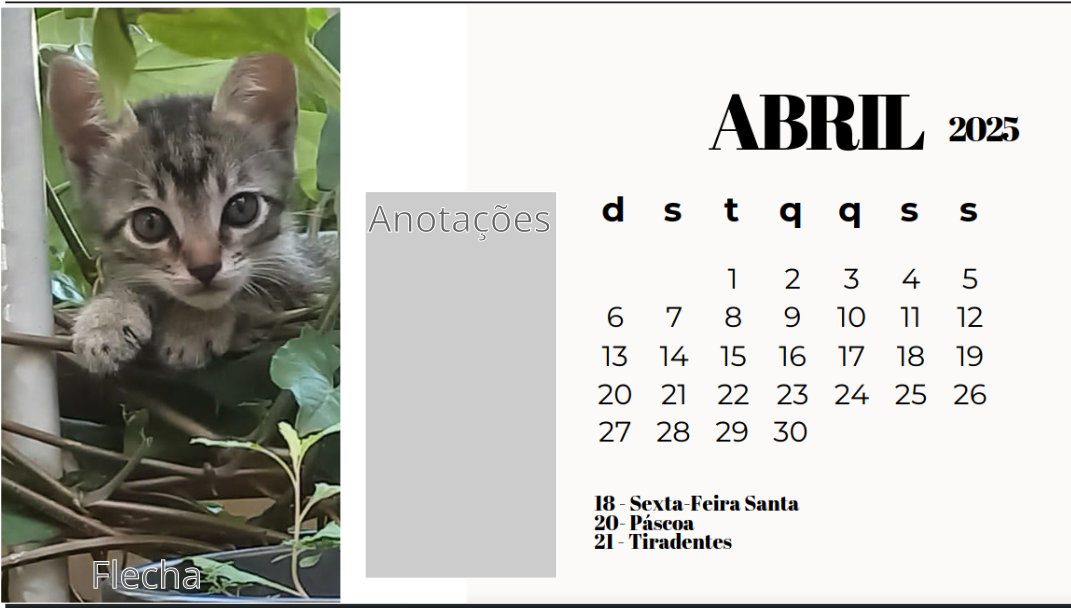 ABRIL 2025
Anotações
d s t q q s s
1 2 3 4 5
6 7 8 9 10 11 12
13 14 15 16 17 18 19
20 21 22 23 24 25 26
27 28 29 30
18 - Sexta-Feira Santa
20- Páscoa
21 - Tiradentes
Flecha